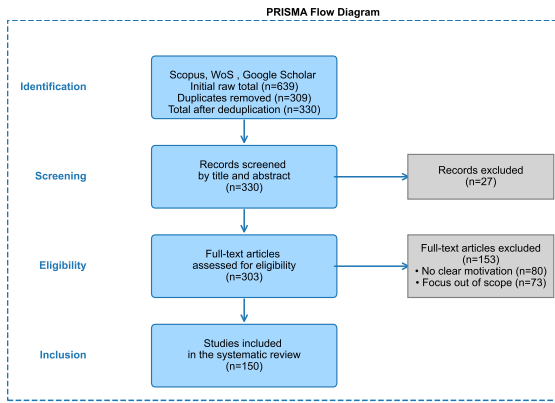 PRISMA Flow Diagram
Identification
Scopus, WoS , Google Scholar
Initial raw total (n=639)
Duplicates removed (n=309)
Total after deduplication (n=330)
Screening
Records screened
by title and abstract
(n=330)
Records excluded
(n=27)
Eligibility
Full-text articles
assessed for eligibility
(n=303)
Full-text articles excluded
(n=153)
• No clear motivation (n=80)
• Focus out of scope (n=73)
Inclusion
Studies included
in the systematic review
(n=150)